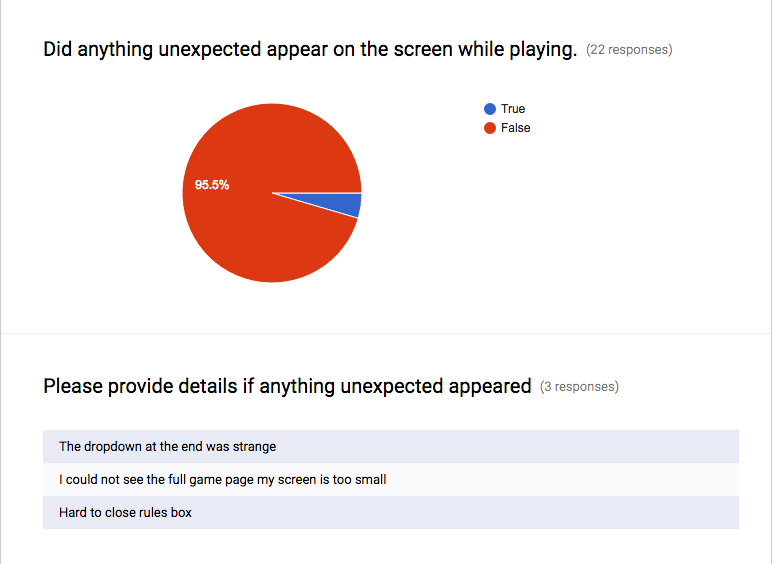 Did anything unexpected appear on the screen while playing. (22 responses)
True
False
95.5%
Please provide details if anything unexpected appeared (3 responses)
The dropdown at the end was strange
I could not see the full game page my screen is too small
Hard to close rules box